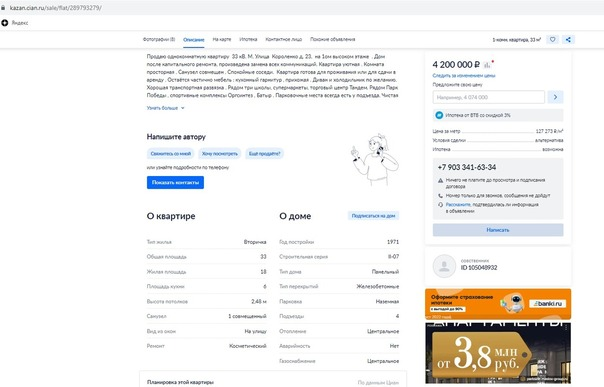 kazan.cian.ru/sale/flat/289793279/
Яндекс
Фотографии (8) Описание На карте Ипотека Контактное лицо Похожие объявления
1-комн. квартира, 33 м²
Продаю однокомнатную квартиру 33 кв. М. Улица Короленко д. 23, на 1ом высоком этаже . Дом
после капитального ремонта, произведена замена всех коммуникаций. Квартира уютная . Комната
просторная . Санузел совмещен . Спокойные соседи. Квартира готова для проживания или для сдачи в
аренду . Остаётся частично мебель : кухонный гарнитур , прихожая . Диван и холодильник по желанию.
Хорошая транспортная развязка . Рядом три школы, супермаркеты, торговый центр Тандем. Рядом Парк
Победы , спортивные комплексы Оргсинтез , Батыр . Парковочные места всегда есть у подъезда. Чистая
Узнать больше
Напишите автору
Свяжитесь со мной Хочу посмотреть Ещё продаёте?
или узнайте подробности по телефону
Показать контакты
О квартире
Тип жилья Вторичка
Общая площадь 33
Жилая площадь 18
Площадь кухни 6
Высота потолков 2,48 м
Санузел 1 совмещенный
Вид из окон На улицу
Ремонт Косметический
О доме
Подписаться на дом
Год постройки 1971
Строительная серия II-07
Тип дома Панельный
Тип перекрытий Железобетонные
Парковка Наземная
Подъезды 4
Отопление Центральное
Аварийность Нет
Газоснабжение Центральное
Планировка этой квартиры
По данным Циан
4 200 000 ₽
Следить за изменением цены
Предложите свою цену
Например, 4 074 000
Ипотека от ВТБ со скидкой 3%
Цена за метр 127 273 ₽/м²
Условия сделки альтернатива
Ипотека возможна
+7 903 341-63-34
Ничего не платите до просмотра и подписания
договора
Номер только для звонков, сообщения не дойдут
Расскажите, подтвердилась ли информация
в объявлении
Написать
собственник
ID 105048932
Оформите страхование
ипотеки
с выгодой до 80%
banki.ru
АПАРТАМЕНТЫ
от 3,8 млн
руб.